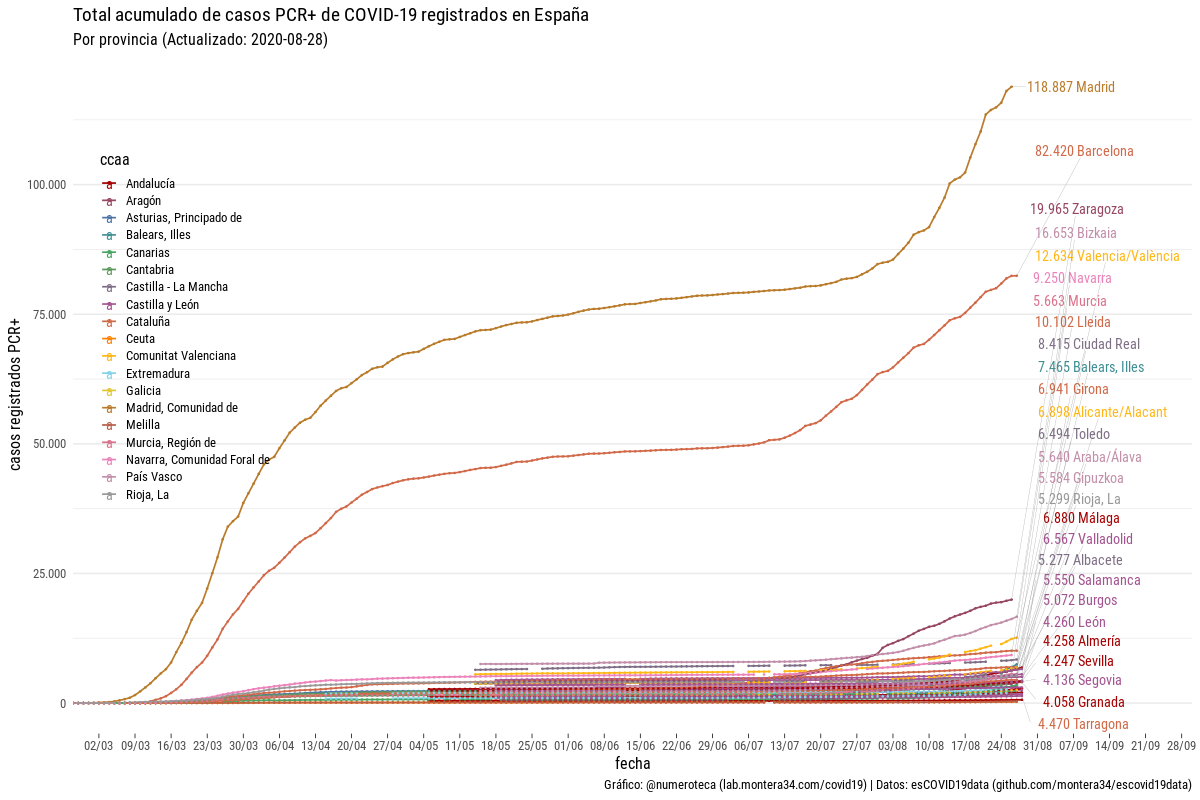 Total acumulado de casos PCR+ de COVID-19 registrados en España
Por provincia (Actualizado: 2020-08-28)
casos registrados PCR+
100.000
75.000
50.000
25.000
0
ccaa
Andalucía
Aragón
Asturias, Principado de
Balears, Illes
Canarias
Cantabria
Castilla - La Mancha
Castilla y León
Cataluña
Ceuta
Comunitat Valenciana
Extremadura
Galicia
Madrid, Comunidad de
Melilla
Murcia, Región de
Navarra, Comunidad Foral de
País Vasco
Rioja, La
118.887 Madrid
82.420 Barcelona
19.965 Zaragoza
16.653 Bizkaia
12.634 Valencia/València
9.250 Navarra
5.663 Murcia
10.102 Lleida
8.415 Ciudad Real
7.465 Balears, Illes
6.941 Girona
6.898 Alicante/Alacant
6.494 Toledo
5.640 Araba/Álava
5.584 Gipuzkoa
5.299 Rioja, La
6.880 Málaga
6.567 Valladolid
5.277 Albacete
5.550 Salamanca
5.072 Burgos
4.260 León
4.258 Almería
4.247 Sevilla
4.136 Segovia
4.058 Granada
4.470 Tarragona
02/03 09/03 16/03 23/03 30/03 06/04 13/04 20/04 27/04 04/05 11/05 18/05 25/05 01/06 08/06 15/06 22/06 29/06 06/07 13/07 20/07 27/07 03/08 10/08 17/08 24/08 31/08 07/09 14/09 21/09 28/09
fecha
Gráfico: @numeroteca (lab.montera34.com/covid19) | Datos: esCOVID19data (github.com/montera34/escovid19data)